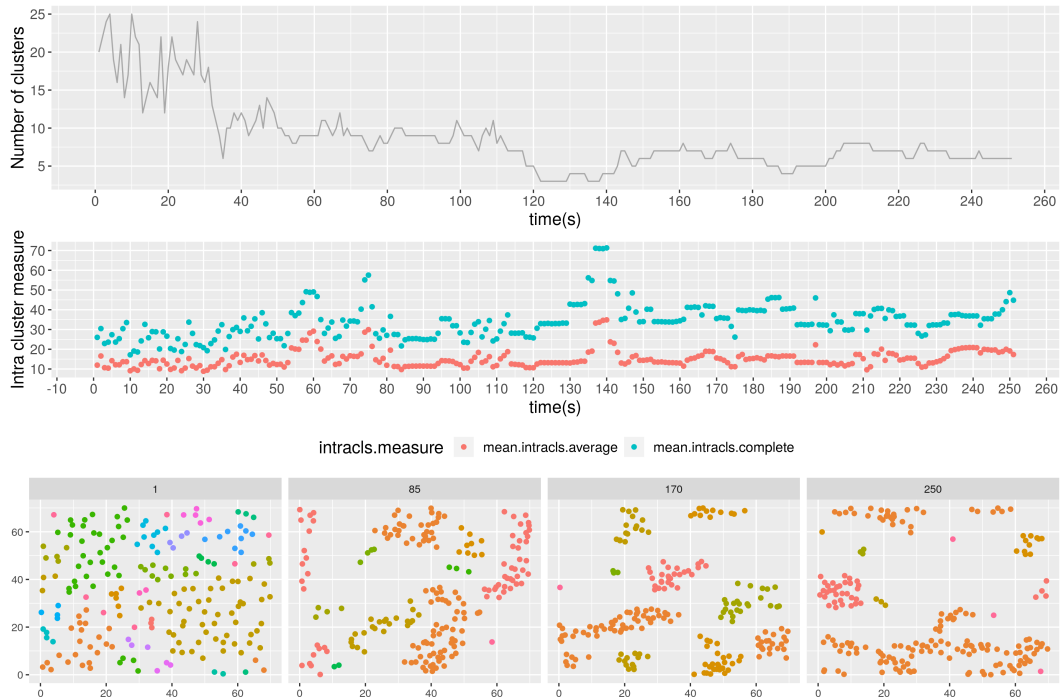 Number of clusters
25
20
15
10
5
0 20 40 60 80 100 120 140 160 180 200 220 240 260
time(s)
Intra cluster measure
70
60
50
40
30
20
10
-10 0 10 20 30 40 50 60 70 80 90 100 110 120 130 140 150 160 170 180 190 200 210 220 230 240 250 260
time(s)
intracls.measure mean.intracls.average mean.intracls.complete
1 85 170 250
60
40
20
0
0 20 40 60 0 20 40 60 0 20 40 60 0 20 40 60